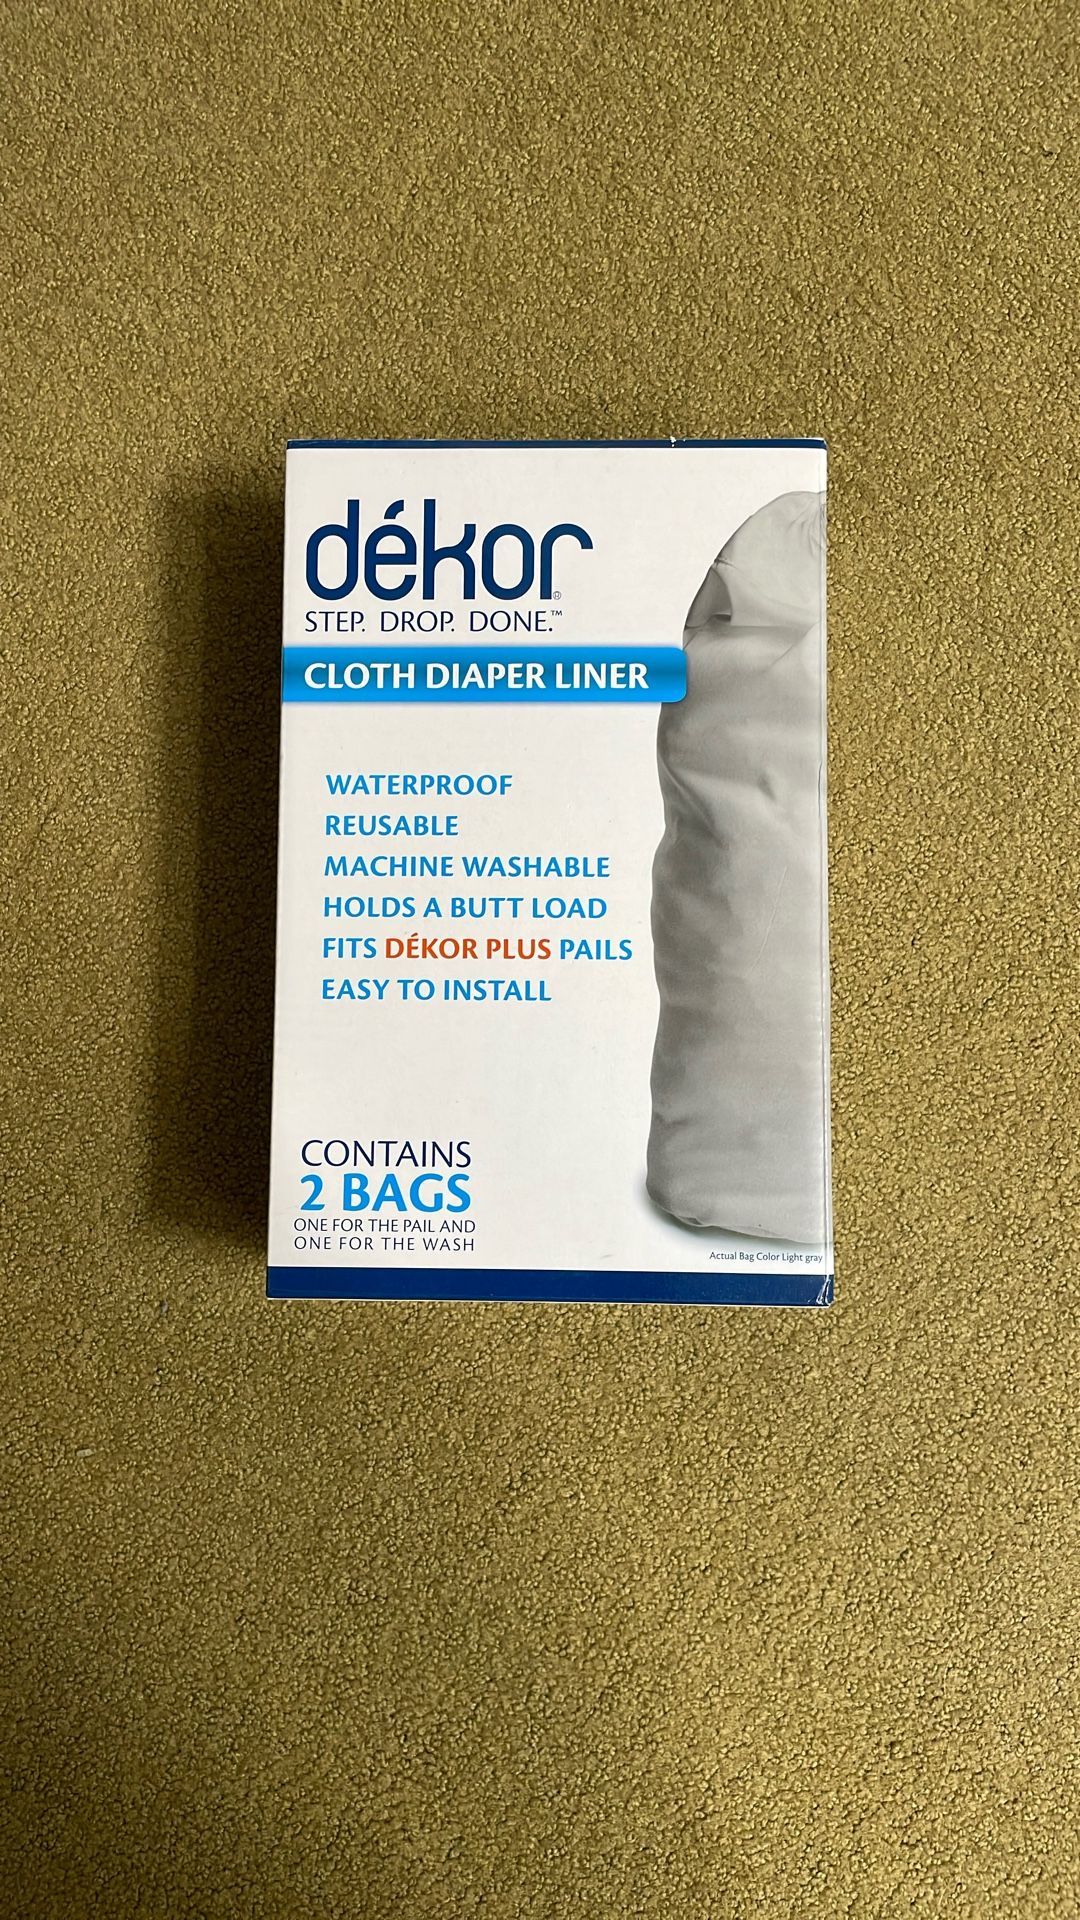 dékor®
STEP. DROP. DONE.™
CLOTH DIAPER LINER
WATERPROOF
REUSABLE
MACHINE WASHABLE
HOLDS A BUTT LOAD
FITS DÉKOR PLUS PAILS
EASY TO INSTALL
CONTAINS
2 BAGS
ONE FOR THE PAIL AND
ONE FOR THE WASH
Actual Bag Color Light gray